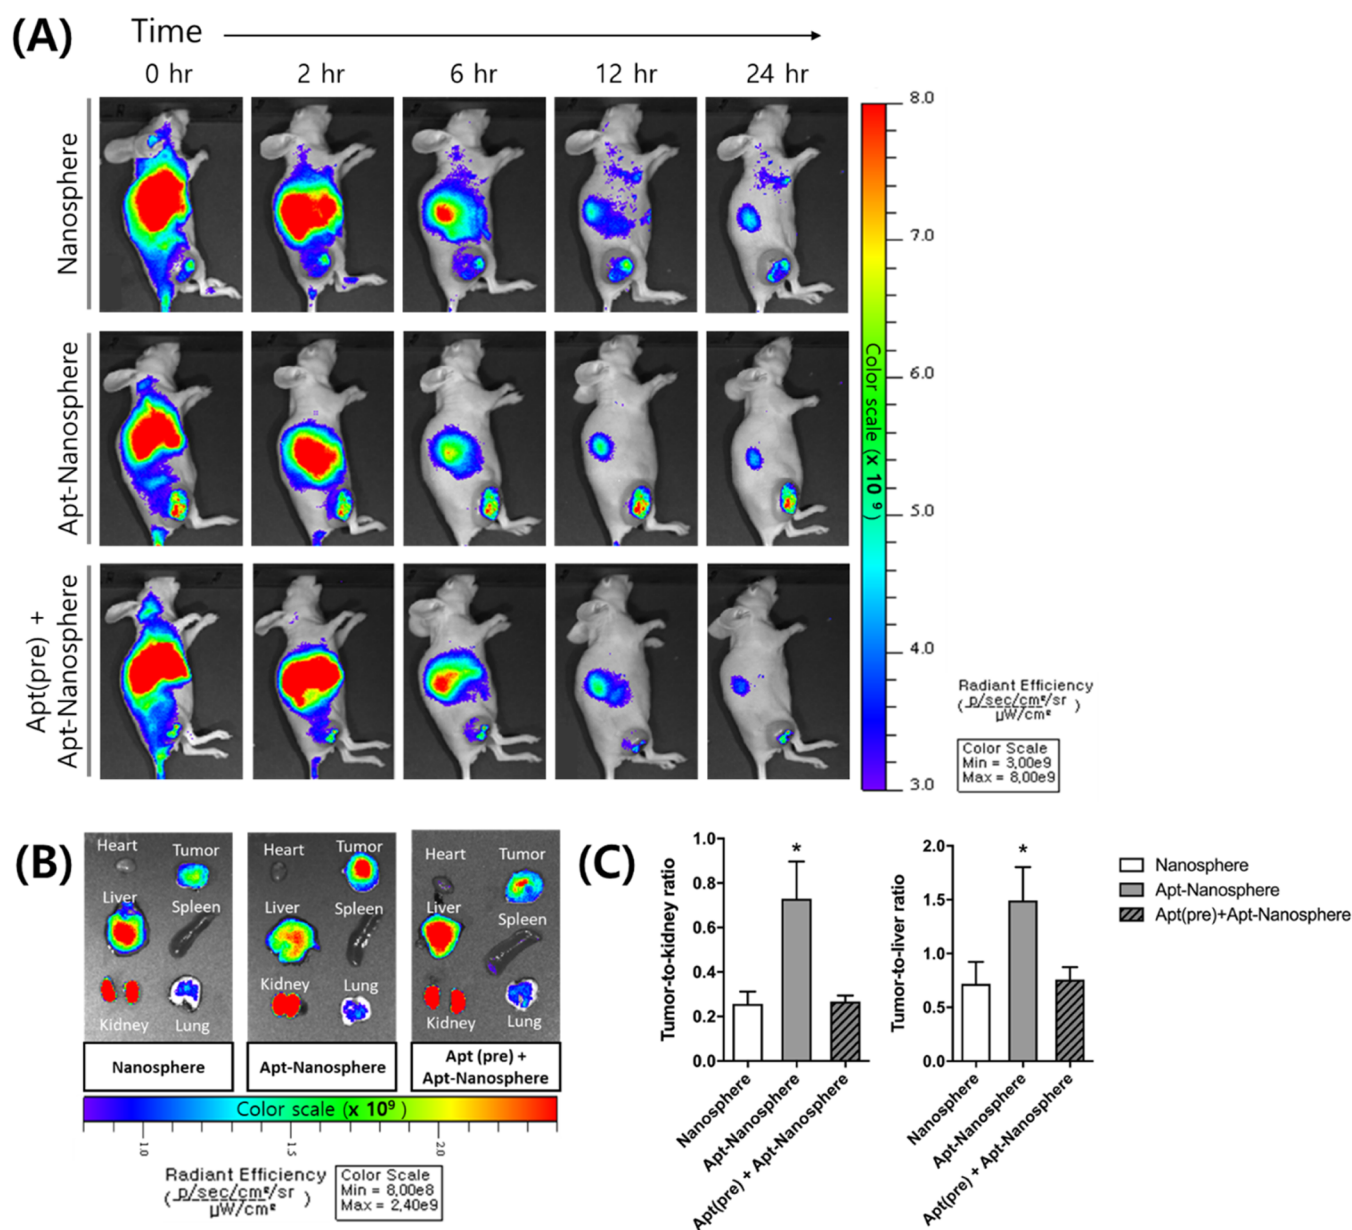 (A)
Time
0 hr
2 hr
6 hr
12 hr
24 hr
Nanosphere
Apt-Nanosphere
Apt(pre) +
Apt-Nanosphere
8.0
7.0
6.0
5.0
4.0
3.0
Color scale (x 10 9 )
Radiant Efficiency
(p/sec/cm²/sr
µW/cm²)
Color Scale
Min = 3,00e9
Max = 8,00e9
(B)
Heart
Tumor
Liver
Spleen
Kidney
Lung
Nanosphere
Heart
Tumor
Liver
Spleen
Kidney
Lung
Apt-Nanosphere
Heart
Tumor
Liver
Spleen
Kidney
Lung
Apt (pre) +
Apt-Nanosphere
Color scale (x 10⁹ )
1.0
1.5
2.0
Radiant Efficiency
(p/sec/cm²/sr
µW/cm²)
Color Scale
Min = 8,00e8
Max = 2,40e9
(C)
Tumor-to-kidney ratio
1.0
0.8
0.6
0.4
0.2
0.0
*
Nanosphere
Apt-Nanosphere
Apt(pre) + Apt-Nanosphere
Tumor-to-liver ratio
2.0
1.5
1.0
0.5
0.0
*
Nanosphere
Apt-Nanosphere
Apt(pre) + Apt-Nanosphere
Nanosphere
Apt-Nanosphere
Apt(pre)+Apt-Nanosphere